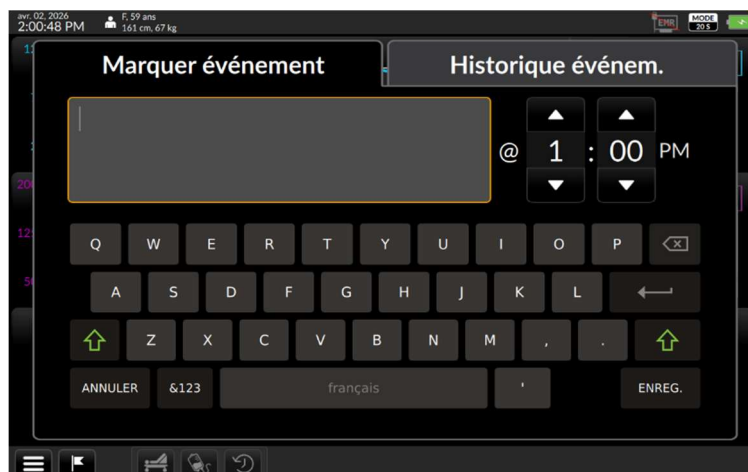 avr. 02, 2026
2:00:48 PM
F, 59 ans
161 cm, 67 kg
EMR
MODE
20 S
Marquer événement
Historique événem.
@ 1 : 00 PM
200
Q W E R T Y U I O P
A S D F G H J K L
Z X C V B N M , .
ANNULER &123 français ' ENREG.